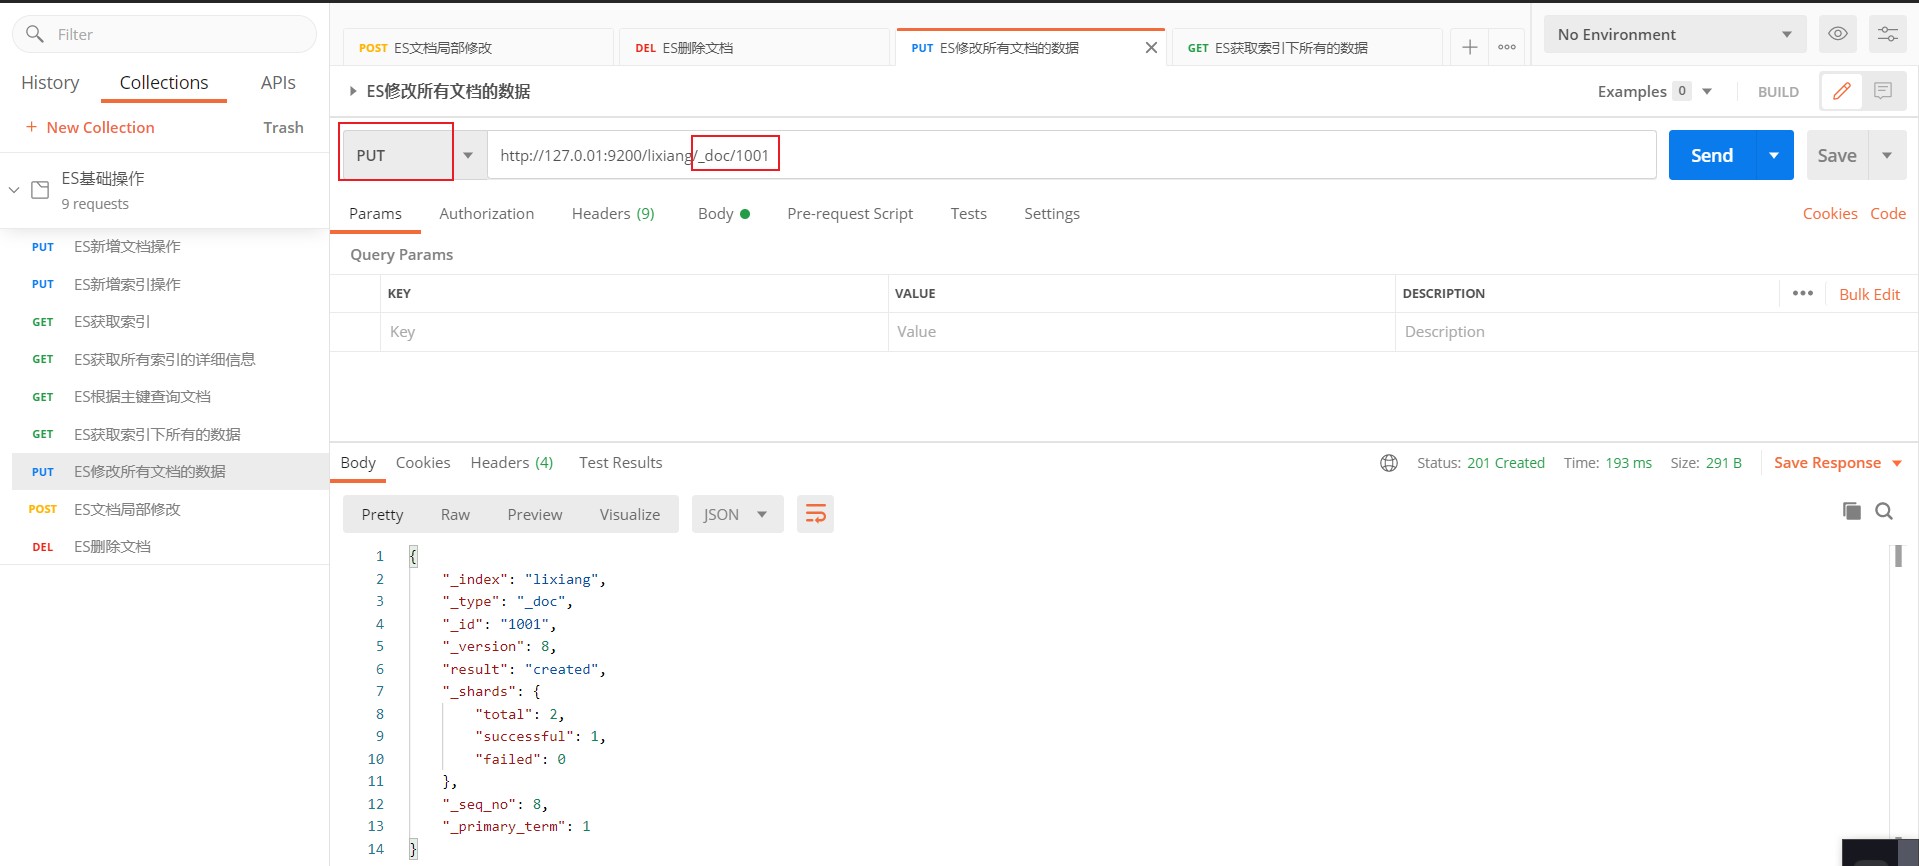 Filter
History Collections APIs
+ New Collection Trash
ES基础操作
9 requests
PUT ES新增文档操作
PUT ES新增索引操作
GET ES获取索引
GET ES获取所有索引的详细信息
GET ES根据主键查询文档
GET ES获取索引下所有的数据
PUT ES修改所有文档的数据
POST ES文档局部修改
DEL ES删除文档
POST ES文档局部修改 DEL ES删除文档 PUT ES修改所有文档的数据 GET ES获取索引下所有的数据 No Environment
ES修改所有文档的数据 Examples 0 BUILD
PUT http://127.0.01:9200/lixiang/_doc/1001 Send Save
Params Authorization Headers (9) Body Pre-request Script Tests Settings Cookies Code
Query Params
KEY VALUE DESCRIPTION Bulk Edit
Key Value Description
Body Cookies Headers (4) Test Results Status: 201 Created Time: 193 ms Size: 291 B Save Response
Pretty Raw Preview Visualize JSON
1 {
2 "_index": "lixiang",
3 "_type": "_doc",
4 "_id": "1001",
5 "_version": 8,
6 "result": "created",
7 "_shards": {
8 "total": 2,
9 "successful": 1,
10 "failed": 0
11 },
12 "_seq_no": 8,
13 "_primary_term": 1
14 }